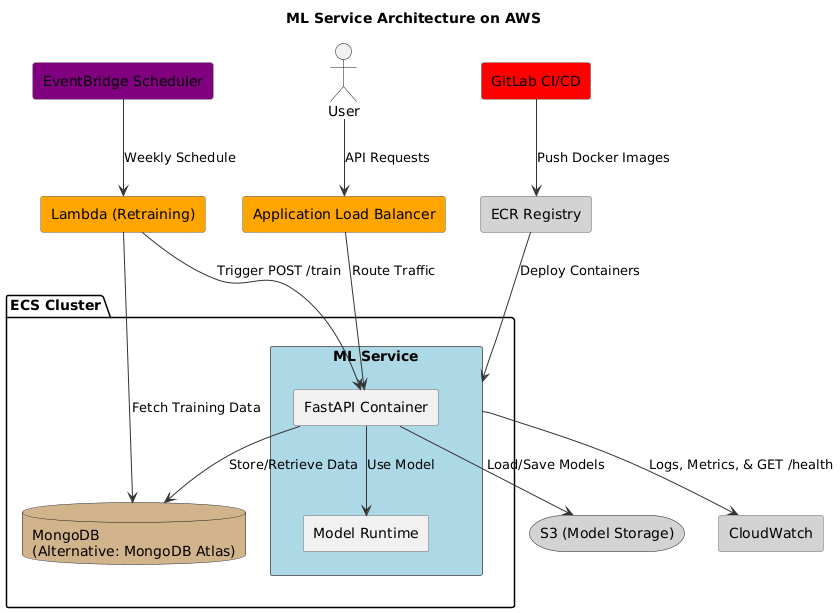 ML Service Architecture on AWS
EventBridge Scheduler
User
GitLab CI/CD
Weekly Schedule
API Requests
Push Docker Images
Lambda (Retraining)
Application Load Balancer
ECR Registry
Trigger POST /train
Route Traffic
Deploy Containers
ECS Cluster
ML Service
FastAPI Container
Fetch Training Data
Store/Retrieve Data
Use Model
Load/Save Models
Logs, Metrics, & GET /health
MongoDB
(Alternative: MongoDB Atlas)
Model Runtime
S3 (Model Storage)
CloudWatch